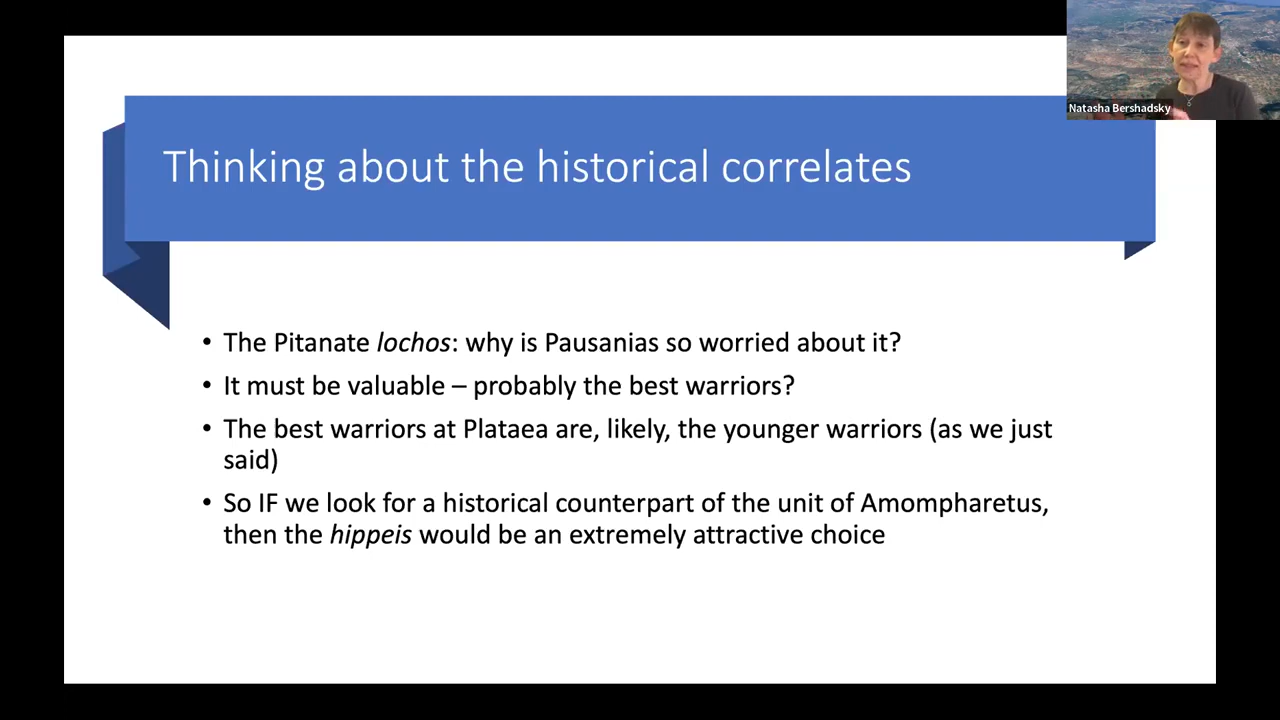 Natasha Bershadsky
Thinking about the historical correlates
• The Pitanate lochos: why is Pausanias so worried about it?
• It must be valuable – probably the best warriors?
• The best warriors at Plataea are, likely, the younger warriors (as we just
said)
• So IF we look for a historical counterpart of the unit of Amompharetus,
then the hippeis would be an extremely attractive choice